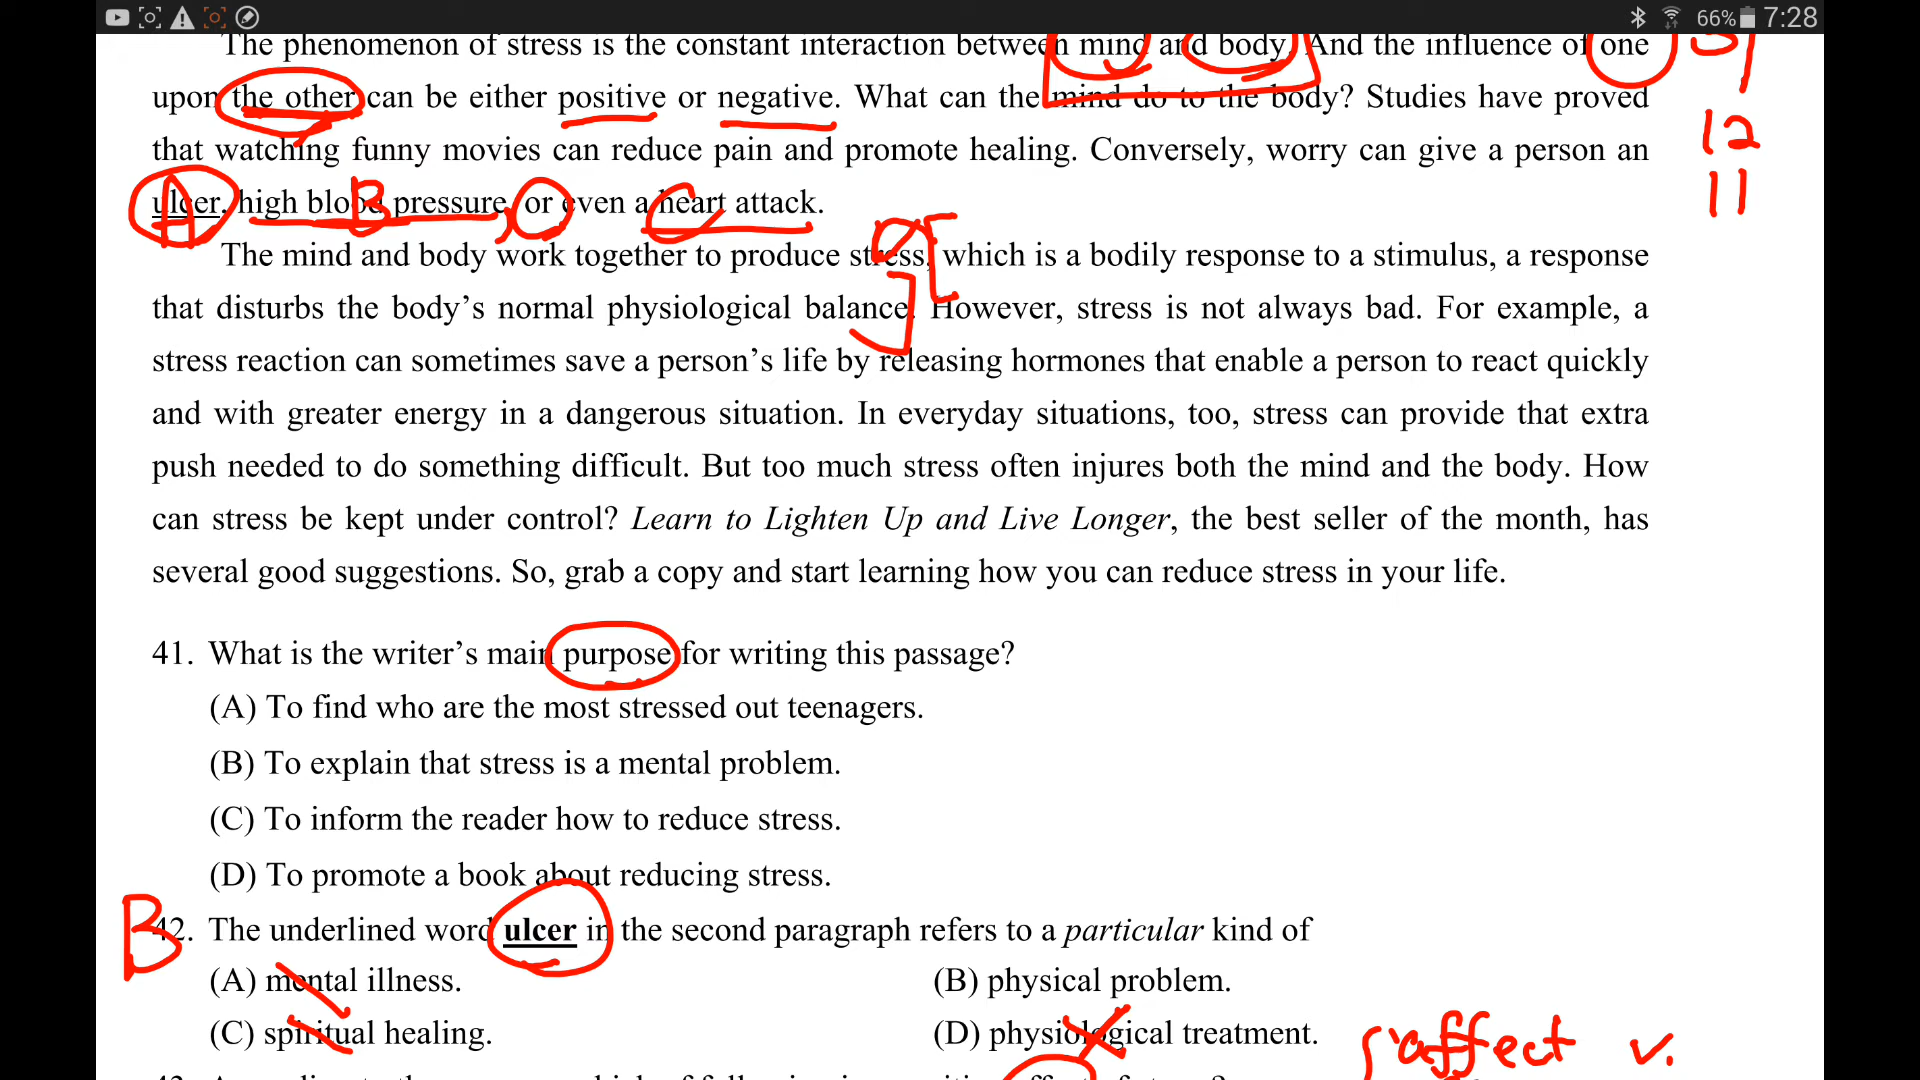 66% 7:28
The phenomenon of stress is the constant interaction between mind and body. And the influence of one
upon the other can be either positive or negative. What can the mind do to the body? Studies have proved
12
that watching funny movies can reduce pain and promote healing. Conversely, worry can give a person an
11
A B C
ulcer, high blood pressure, or even a heart attack.
The mind and body work together to produce stress, which is a bodily response to a stimulus, a response
that disturbs the body’s normal physiological balance. However, stress is not always bad. For example, a
stress reaction can sometimes save a person’s life by releasing hormones that enable a person to react quickly
and with greater energy in a dangerous situation. In everyday situations, too, stress can provide that extra
push needed to do something difficult. But too much stress often injures both the mind and the body. How
can stress be kept under control? Learn to Lighten Up and Live Longer, the best seller of the month, has
several good suggestions. So, grab a copy and start learning how you can reduce stress in your life.
41. What is the writer’s main purpose for writing this passage?
(A) To find who are the most stressed out teenagers.
(B) To explain that stress is a mental problem.
(C) To inform the reader how to reduce stress.
(D) To promote a book about reducing stress.
B
42. The underlined word ulcer in the second paragraph refers to a particular kind of
(A) mental illness. (B) physical problem.
(C) spiritual healing. (D) physiological treatment.
affect v.